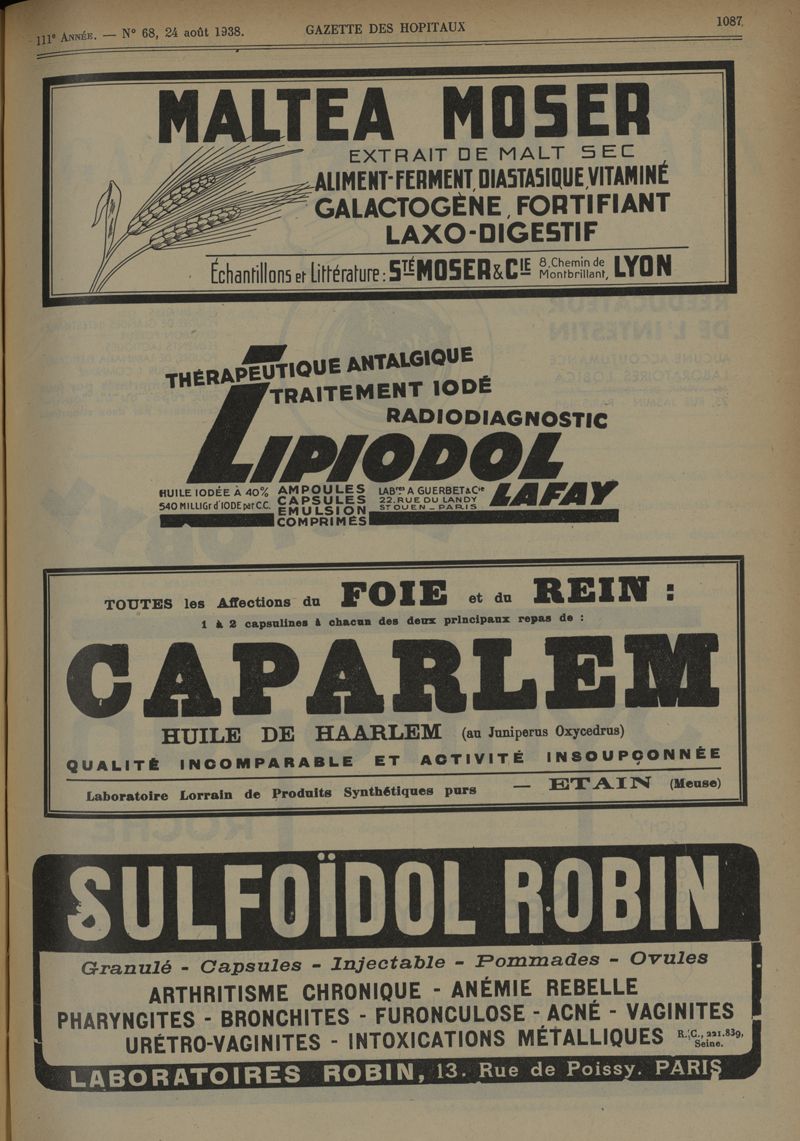 111e ANNÉE. — N° 68, 24 août 1938.
GAZETTE DES HOPITAUX
1087
MALTEA MOSER
EXTRAIT DE MALT SEC
ALIMENT-FERMENT, DIASTASIQUE, VITAMINÉ
GALACTOGÈNE, FORTIFIANT
LAXO-DIGESTIF
Échantillons et Littérature : STÉ MOSER & CIE 8, Chemin de Montbrillant, LYON
THÉRAPEUTIQUE ANTALGIQUE
TRAITEMENT IODÉ
RADIODIAGNOSTIC
LIPIODOL
LAFAY
HUILE IODÉE À 40%
540 MILLIGr d'IODE par C.C.
AMPOULES
CAPSULES
EMULSION
COMPRIMÉS
LABres A GUERBET & Cie
22. RUE DU LANDY
ST OUEN - PARIS
TOUTES les Affections du FOIE et du REIN :
1 à 2 capsulines à chacun des deux principaux repas de :
CAPARLEM
HUILE DE HAARLEM (au Juniperus Oxycedrus)
QUALITÉ INCOMPARABLE ET ACTIVITÉ INSOUPÇONNÉE
Laboratoire Lorrain de Produits Synthétiques purs — ETAIN (Meuse)
SULFOÏDOL ROBIN
Granulé - Capsules - Injectable - Pommades - Ovules
ARTHRITISME CHRONIQUE - ANÉMIE REBELLE
PHARYNGITES - BRONCHITES - FURONCULOSE - ACNÉ - VAGINITES
URÉTRO-VAGINITES - INTOXICATIONS MÉTALLIQUES R. C., 221.839, Seine.
LABORATOIRES ROBIN, 13. Rue de Poissy. PARIS